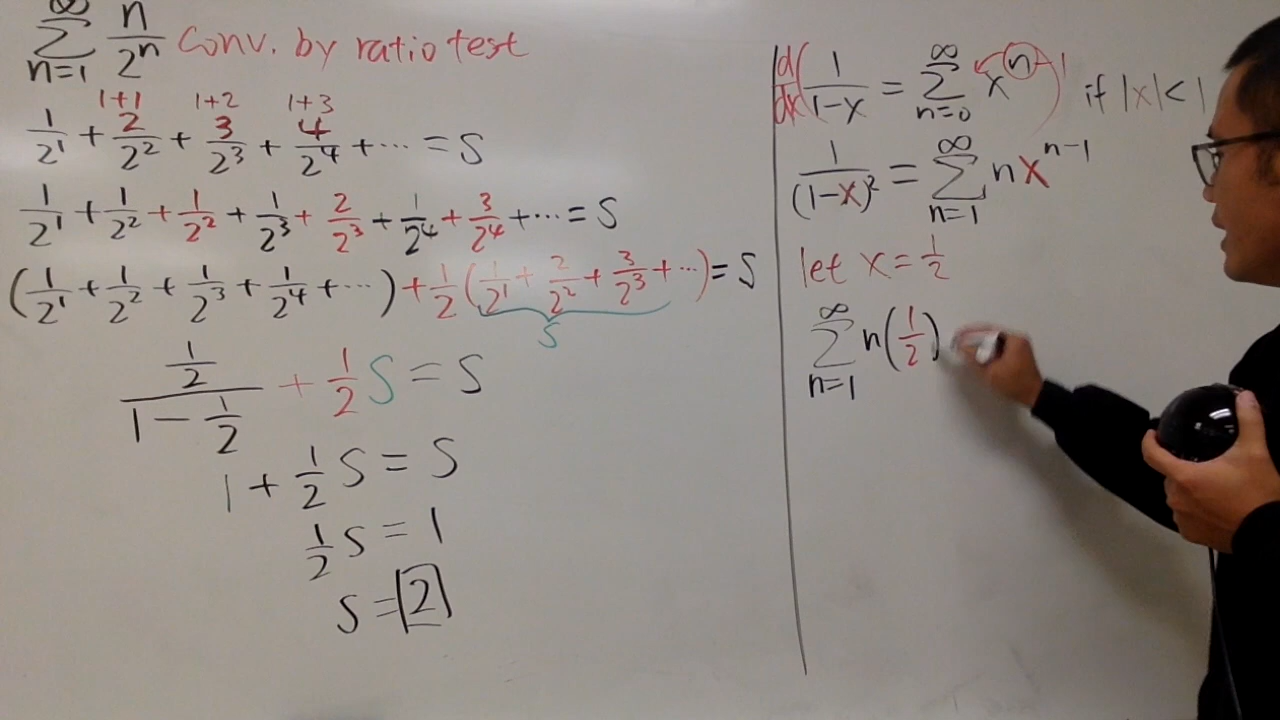 ∞
∑ n/2ⁿ Conv. by ratio test
n=1
1+1 1+2 1+3
1/2¹ + 2/2² + 3/2³ + 4/2⁴ + ... = S
1/2¹ + 1/2² + 1/2² + 1/2³ + 2/2³ + 1/2⁴ + 3/2⁴ + ... = S
(1/2¹ + 1/2² + 1/2³ + 1/2⁴ + ...) + 1/2 (1/2¹ + 2/2² + 3/2³ + ...) = S
S
(1/2)/(1 - 1/2) + 1/2 S = S
1 + 1/2 S = S
1/2 S = 1
S = 2
d/dx ( 1/(1-x) = ∑ n=0 ∞ xⁿ ) -1 if |x| < 1
1/(1-x)² = ∑ n=1 ∞ n xⁿ⁻¹
let x = 1/2
∑ n=1 ∞ n(1/2)